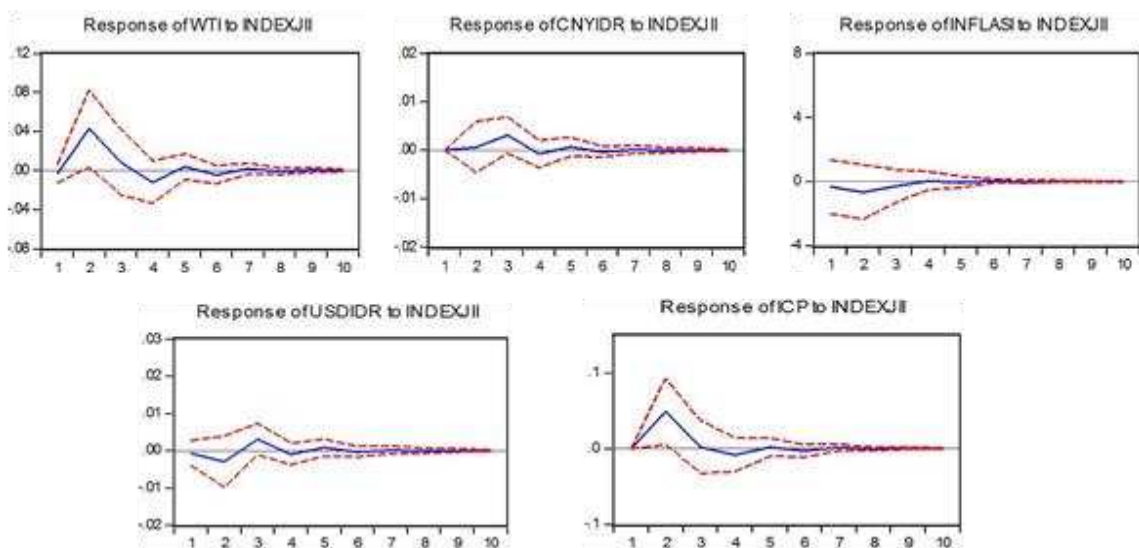 Response of WTI to INDEXJII
.12
.08
.04
.00
-.04
-.08
1 2 3 4 5 6 7 8 9 10
Response of CNYIDR to INDEXJII
.02
.01
.00
-.01
-.02
1 2 3 4 5 6 7 8 9 10
Response of INFLASI to INDEXJII
8
4
0
-4
1 2 3 4 5 6 7 8 9 10
Response of USDIDR to INDEXJII
.03
.02
.01
.00
-.01
-.02
1 2 3 4 5 6 7 8 9 10
Response of ICP to INDEXJII
.1
.0
-.1
1 2 3 4 5 6 7 8 9 10